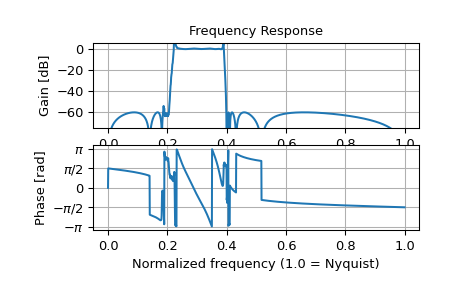 Frequency Response
Gain [dB]
0
−20
−40
−60
0.0 0.2 0.4 0.6 0.8 1.0
Phase [rad]
π
π/2
0
−π/2
−π
0.0 0.2 0.4 0.6 0.8 1.0
Normalized frequency (1.0 = Nyquist)